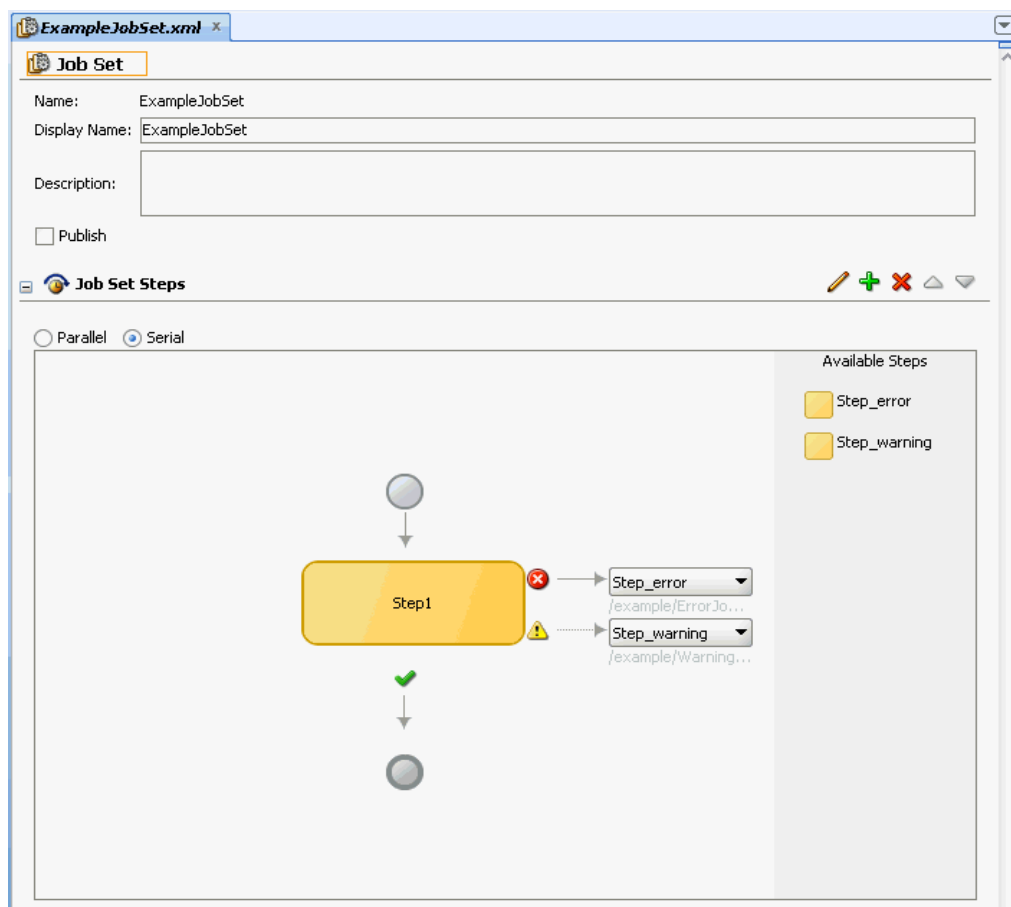 ExampleJobSet.xml x
Job Set
Name: ExampleJobSet
Display Name: ExampleJobSet
Description:
Publish
Job Set Steps
Parallel Serial
Available Steps
Step_error
Step_warning
Step1
Step_error
/example/ErrorJo...
Step_warning
/example/Warning...